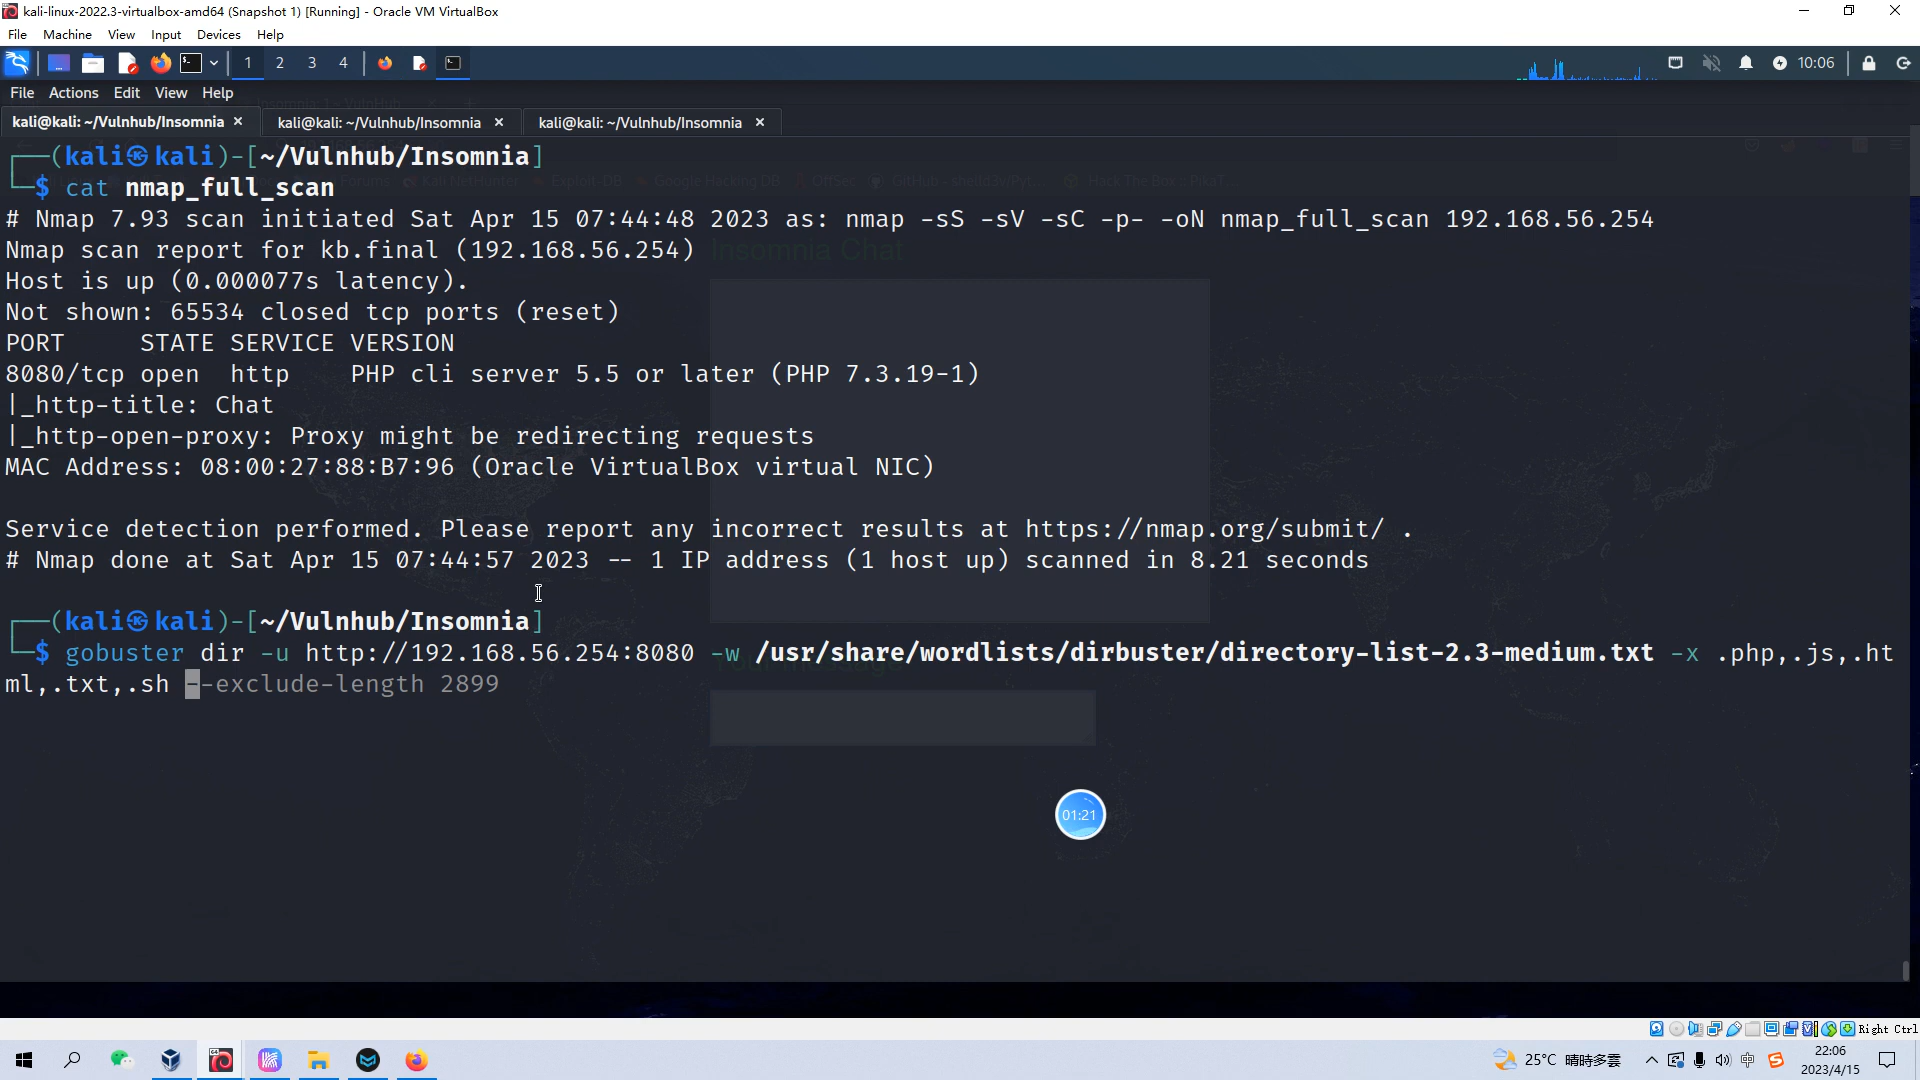 kali-linux-2022.3-virtualbox-amd64 (Snapshot 1) [Running] - Oracle VM VirtualBox
File Machine View Input Devices Help
1 2 3 4 10:06
File Actions Edit View Help
kali@kali: ~/Vulnhub/Insomnia × kali@kali: ~/Vulnhub/Insomnia × kali@kali: ~/Vulnhub/Insomnia ×
┌──(kali㉿kali)-[~/Vulnhub/Insomnia]
└─$ cat nmap_full_scan
# Nmap 7.93 scan initiated Sat Apr 15 07:44:48 2023 as: nmap -sS -sV -sC -p- -oN nmap_full_scan 192.168.56.254
Nmap scan report for kb.final (192.168.56.254)
Insomnia Chat
Host is up (0.000077s latency).
Not shown: 65534 closed tcp ports (reset)
PORT     STATE SERVICE VERSION
8080/tcp open  http    PHP cli server 5.5 or later (PHP 7.3.19-1)
|_http-title: Chat
|_http-open-proxy: Proxy might be redirecting requests
MAC Address: 08:00:27:88:B7:96 (Oracle VirtualBox virtual NIC)
Service detection performed. Please report any incorrect results at https://nmap.org/submit/ .
# Nmap done at Sat Apr 15 07:44:57 2023 -- 1 IP address (1 host up) scanned in 8.21 seconds
┌──(kali㉿kali)-[~/Vulnhub/Insomnia]
└─$ gobuster dir -u http://192.168.56.254:8080 -w /usr/share/wordlists/dirbuster/directory-list-2.3-medium.txt -x .php,.js,.ht
ml,.txt,.sh --exclude-length 2899
01:21
Right Ctrl
25°C 晴時多雲 中 22:06
2023/4/15